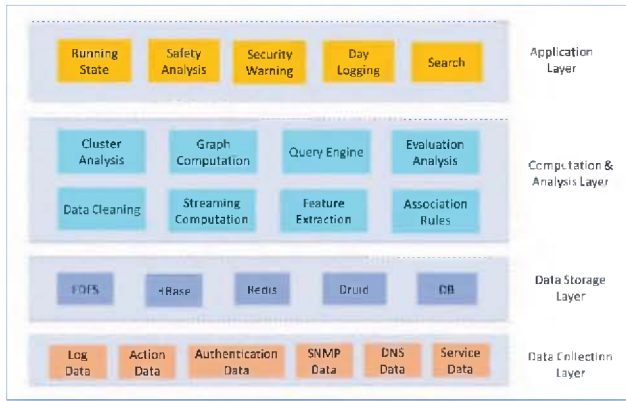 Running State
Safety Analysis
Security Warning
Day Logging
Search
Application Layer
Cluster Analysis
Graph Computation
Query Engine
Evaluation Analysis
Data Cleaning
Streaming Computation
Feature Extraction
Association Rules
Computation & Analysis Layer
HBase
Redis
Druid
DB
Data Storage Layer
Log Data
Action Data
Authentication Data
SNMP Data
DNS Data
Service Data
Data Collection Layer